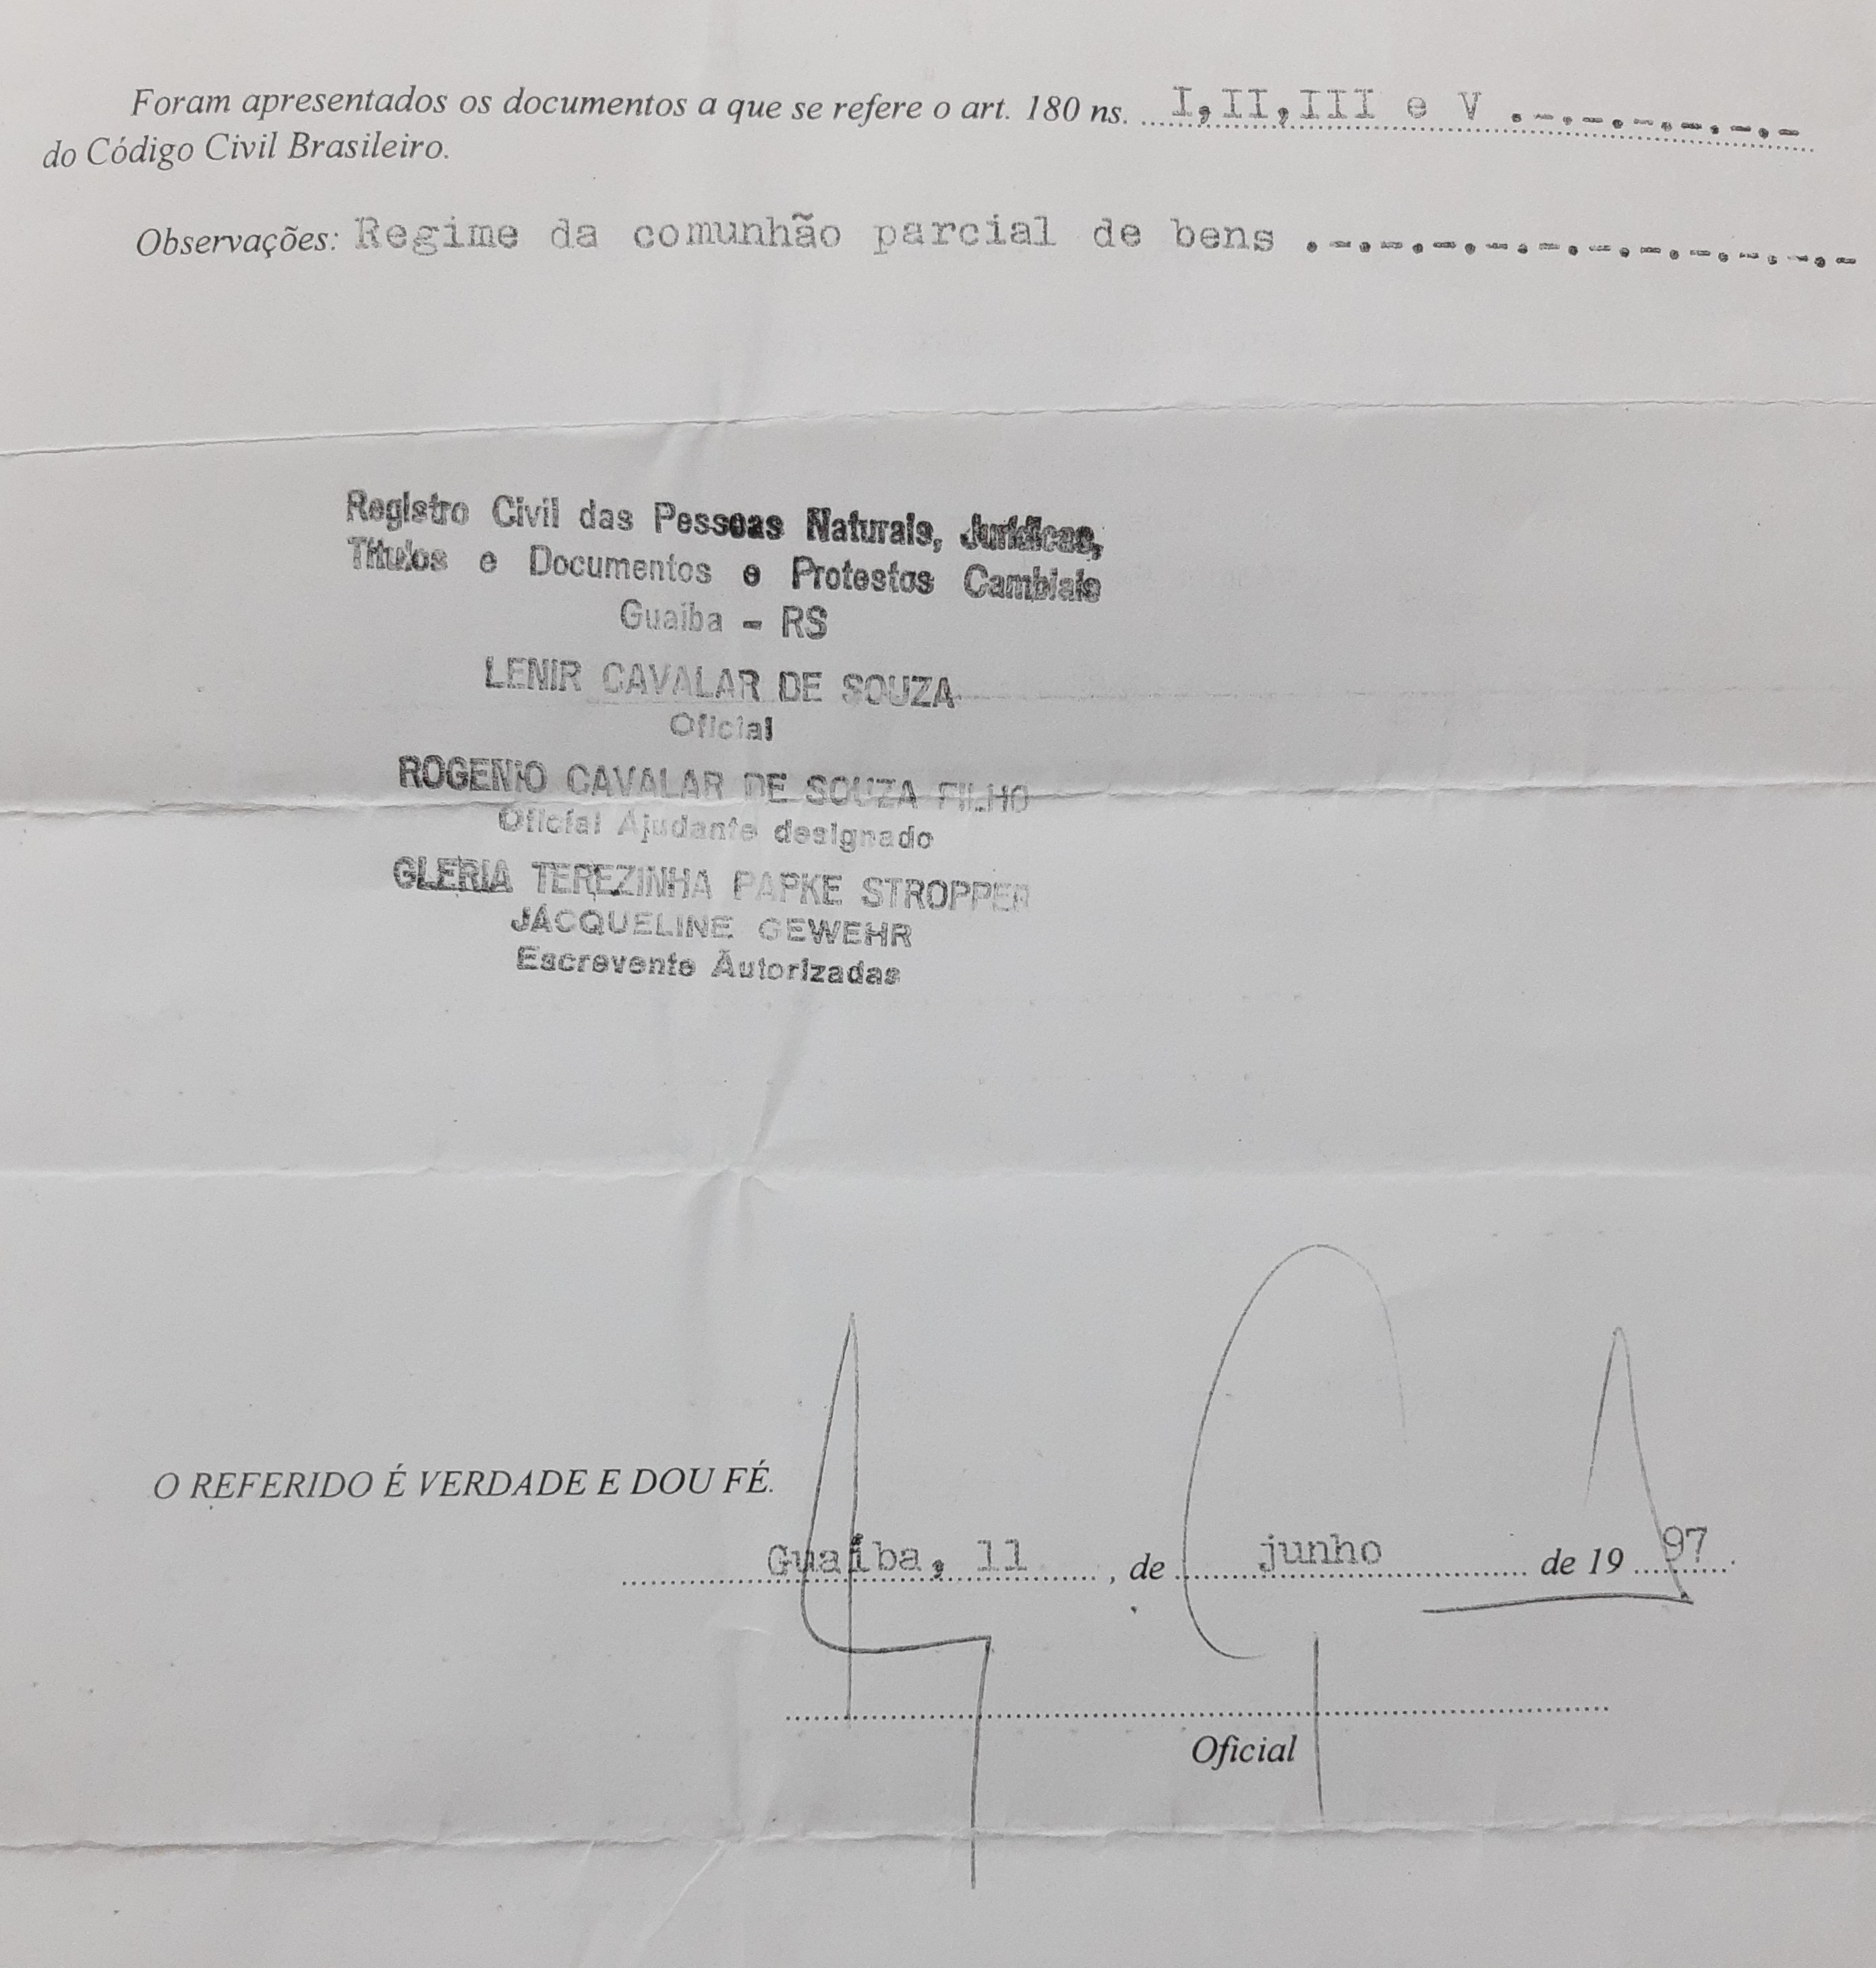 Foram apresentados os documentos a que se refere o art. 180 ns. I,II,III e V .-.-.-.-.-.-
do Código Civil Brasileiro.
Observações: Regime da comunhão parcial de bens .-.-.-.-.-.-.-.-.-.-.-
Registro Civil das Pessoas Naturais, Jurídicas,
Títulos e Documentos e Protestos Cambiais
Guaíba - RS
LENIR CAVALAR DE SOUZA
Oficial
ROGENIO CAVALAR DE SOUZA FILHO
Oficial Ajudante designado
GLERIA TEREZINHA PAPKE STROPPER
JACQUELINE GEWEHR
Escrevente Autorizadas
O REFERIDO É VERDADE E DOU FÉ.
Guaíba, 11 , de junho de 19 97.
Oficial